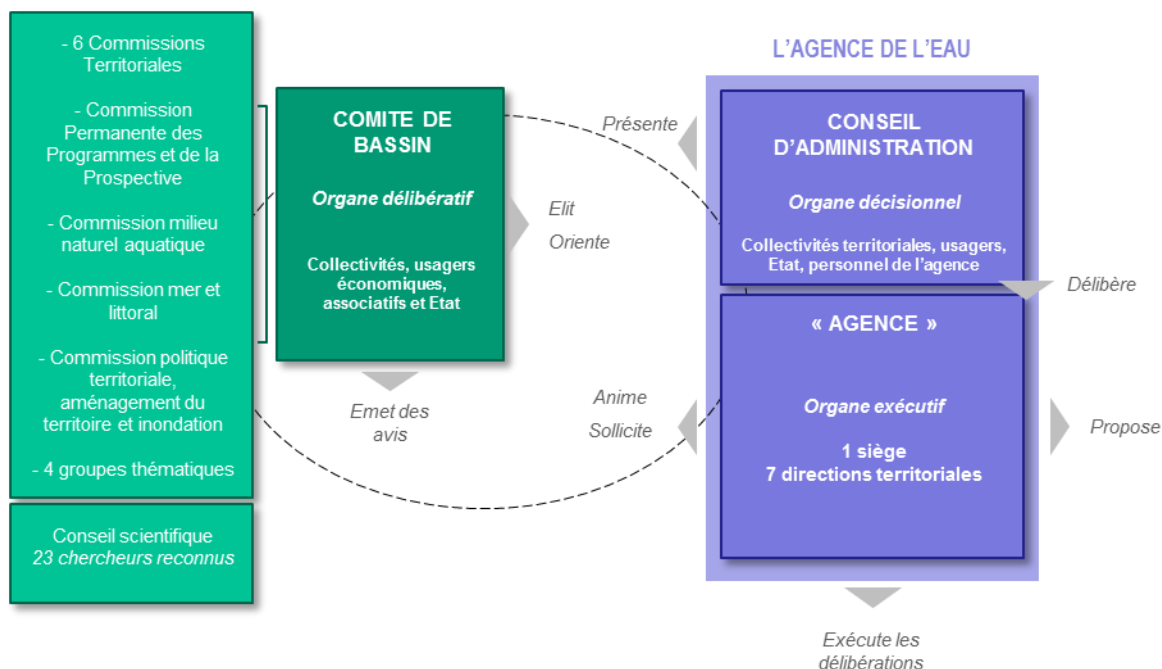 - 6 Commissions
Territoriales
- Commission
Permanente des
Programmes et de la
Prospective
- Commission milieu
naturel aquatique
- Commission mer et
littoral
- Commission politique
territoriale,
aménagement du
territoire et inondation
- 4 groupes thématiques
Conseil scientifique
23 chercheurs reconnus
COMITE DE
BASSIN
Organe délibératif
Collectivités, usagers
économiques,
associatifs et Etat
Emet des
avis
Elit
Oriente
Présente
Anime
Sollicite
L'AGENCE DE L'EAU
CONSEIL
D'ADMINISTRATION
Organe décisionnel
Collectivités territoriales, usagers,
Etat, personnel de l'agence
Délibère
« AGENCE »
Organe exécutif
1 siège
7 directions territoriales
Propose
Exécute les
délibérations